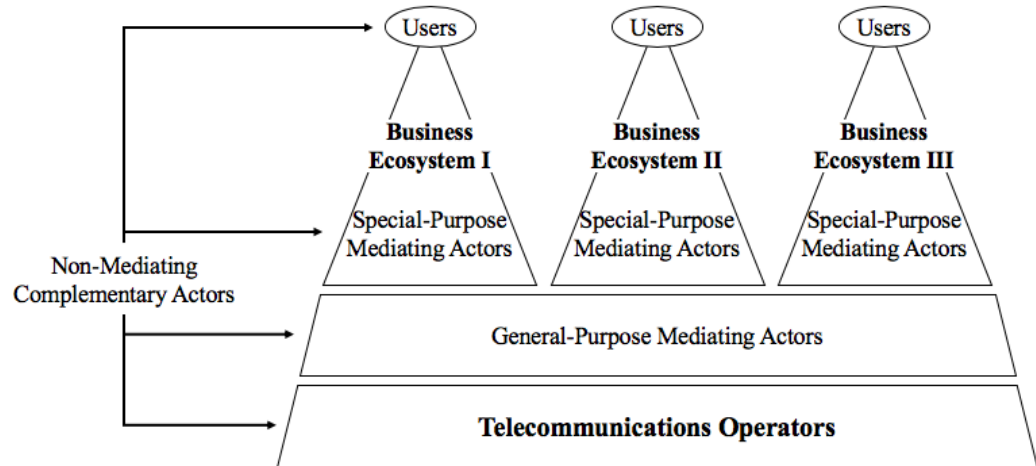 Users
Users
Users
Business
Ecosystem I
Business
Ecosystem II
Business
Ecosystem III
Special-Purpose
Mediating Actors
Special-Purpose
Mediating Actors
Special-Purpose
Mediating Actors
Non-Mediating
Complementary Actors
General-Purpose Mediating Actors
Telecommunications Operators